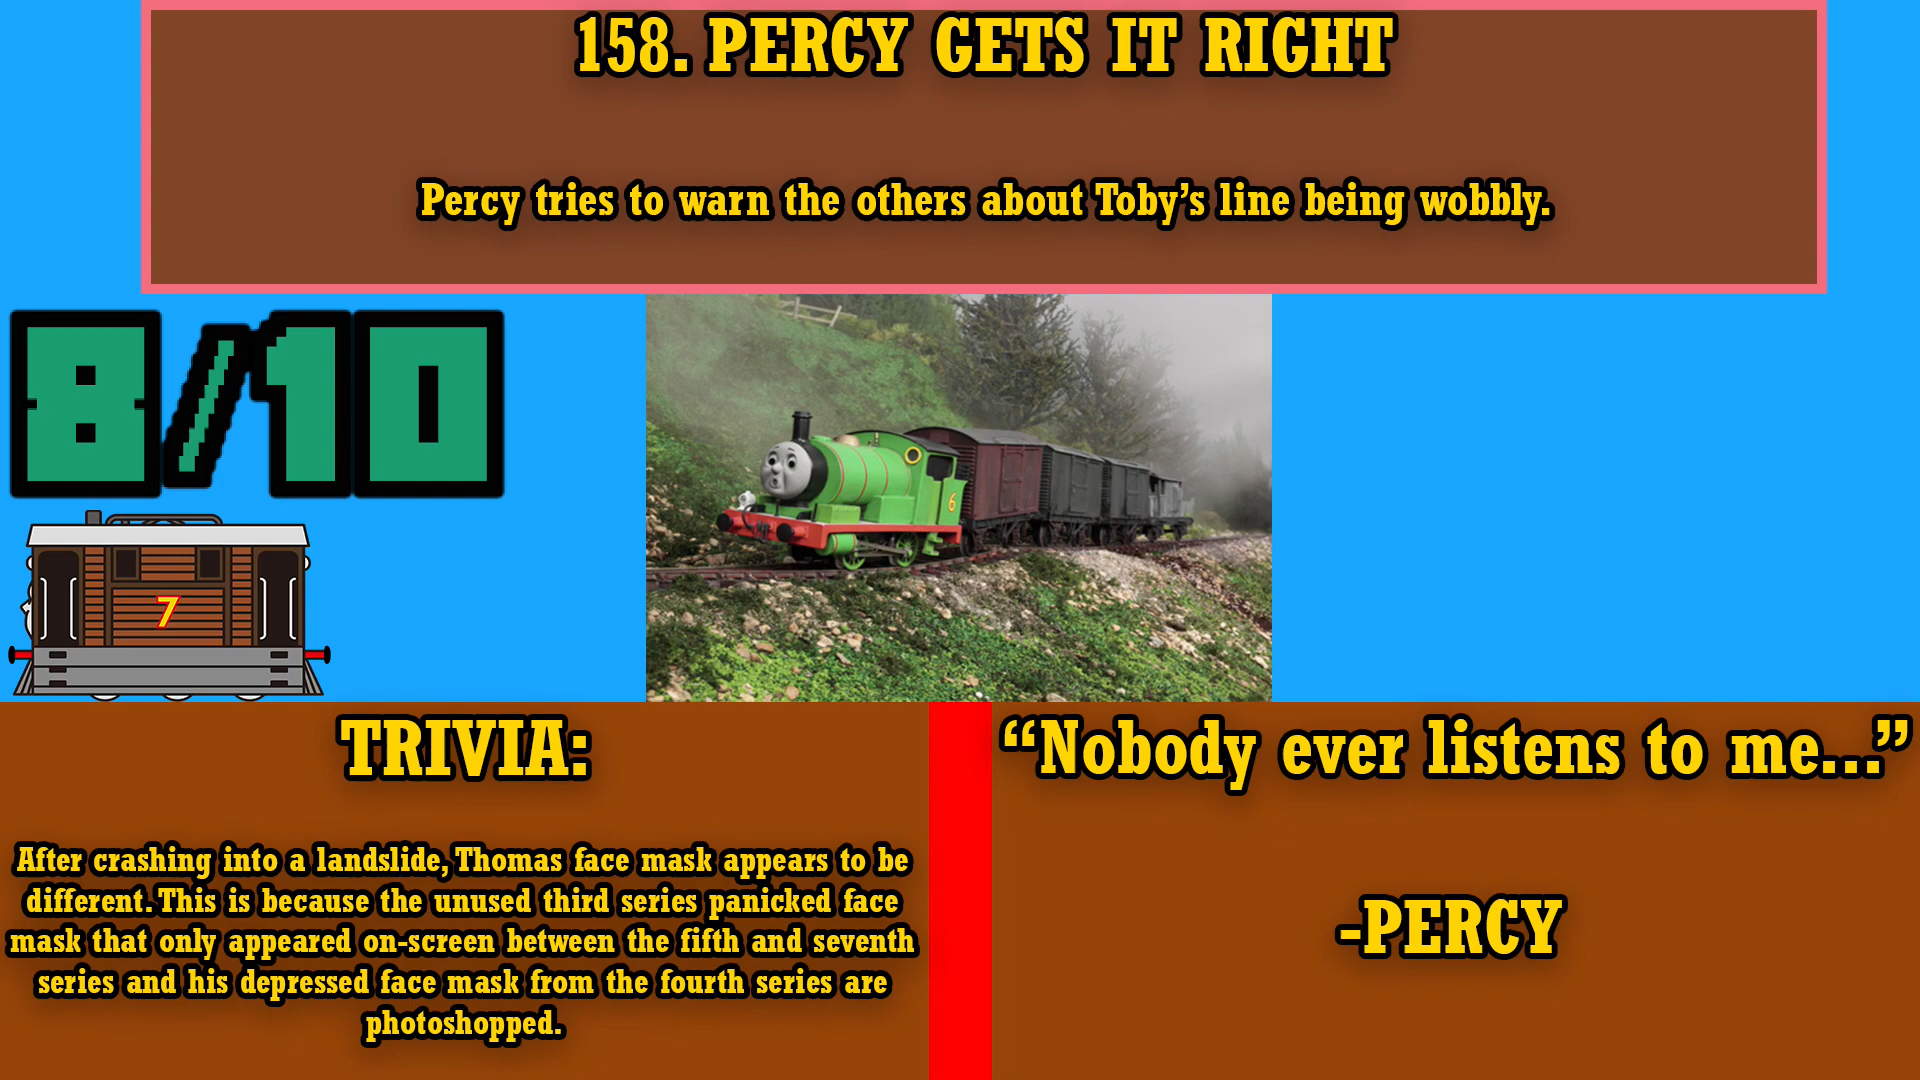 158. PERCY GETS IT RIGHT
Percy tries to warn the others about Toby's line being wobbly.
8/10
6
7
TRIVIA:
After crashing into a landslide, Thomas face mask appears to be
different. This is because the unused third series panicked face
mask that only appeared on-screen between the fifth and seventh
series and his depressed face mask from the fourth series are
photoshopped.
“Nobody ever listens to me...”
-PERCY